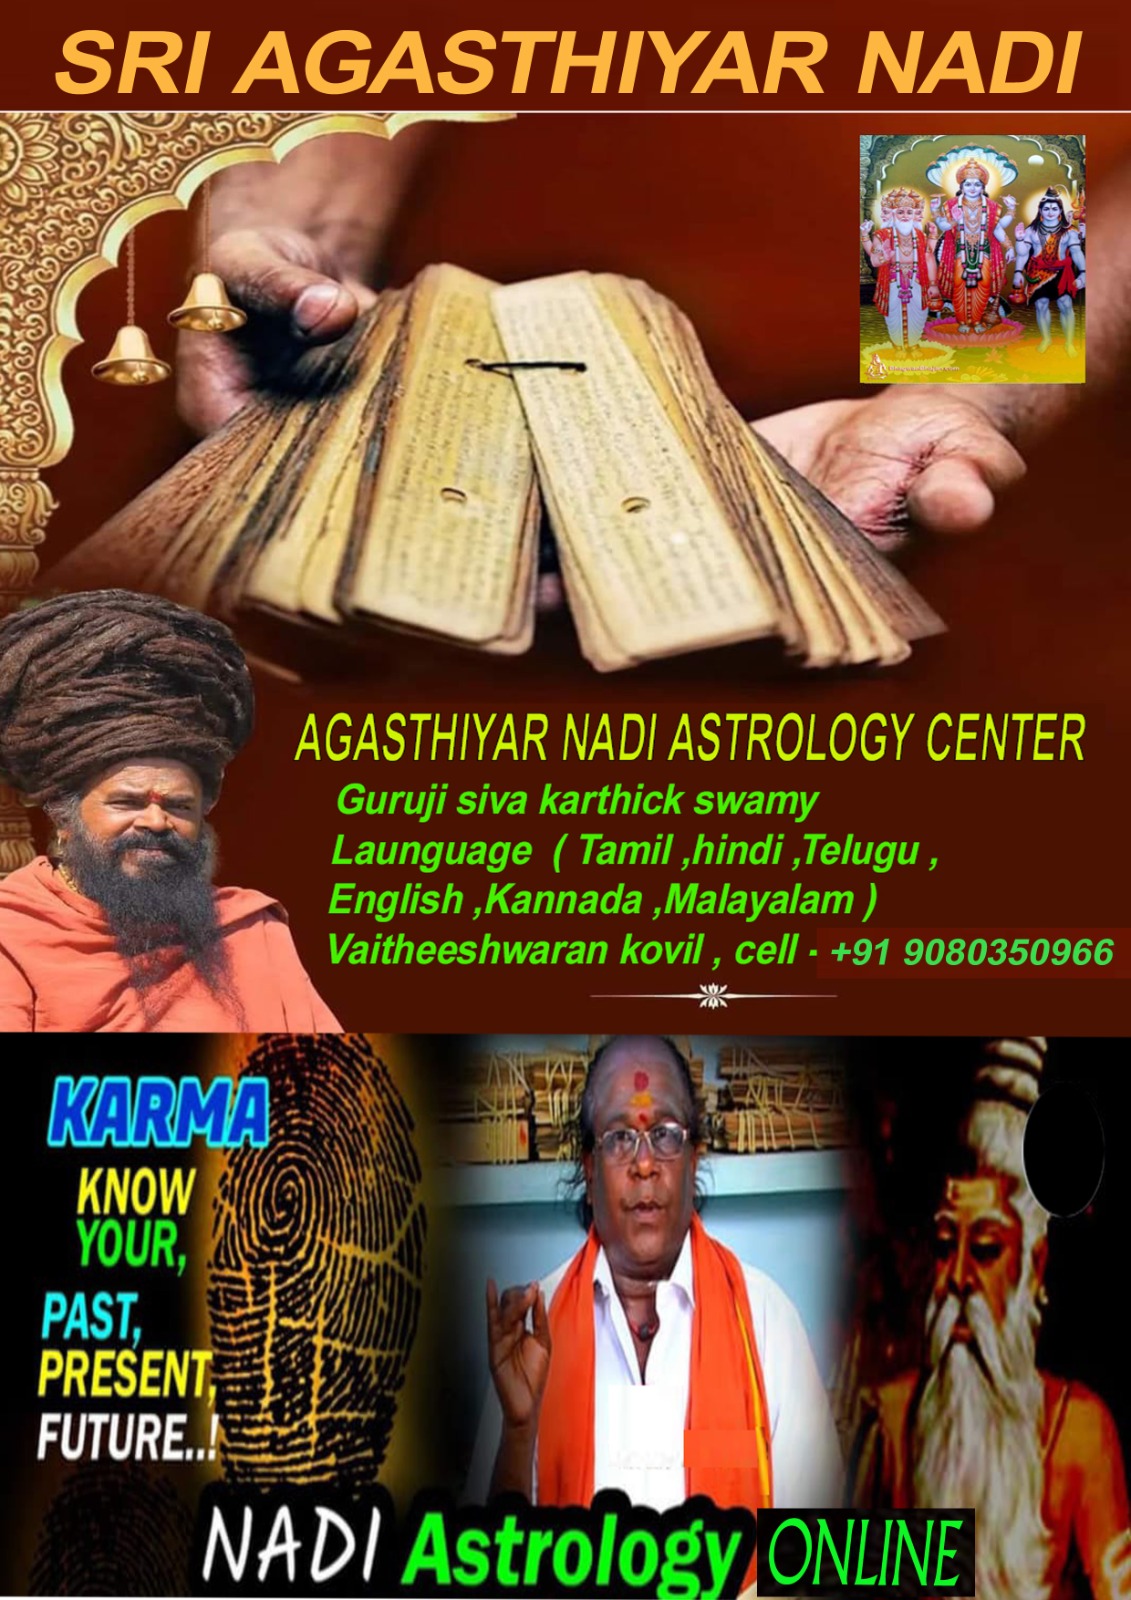 SRI AGASTHIYAR NADI
AGASTHIYAR NADI ASTROLOGY CENTER
Guruji siva karthick swamy
Launguage ( Tamil ,hindi ,Telugu ,
English ,Kannada ,Malayalam )
Vaitheeshwaran kovil , cell - +91 9080350966
KARMA
KNOW
YOUR,
PAST,
PRESENT,
FUTURE..!
NADI Astrology ONLINE